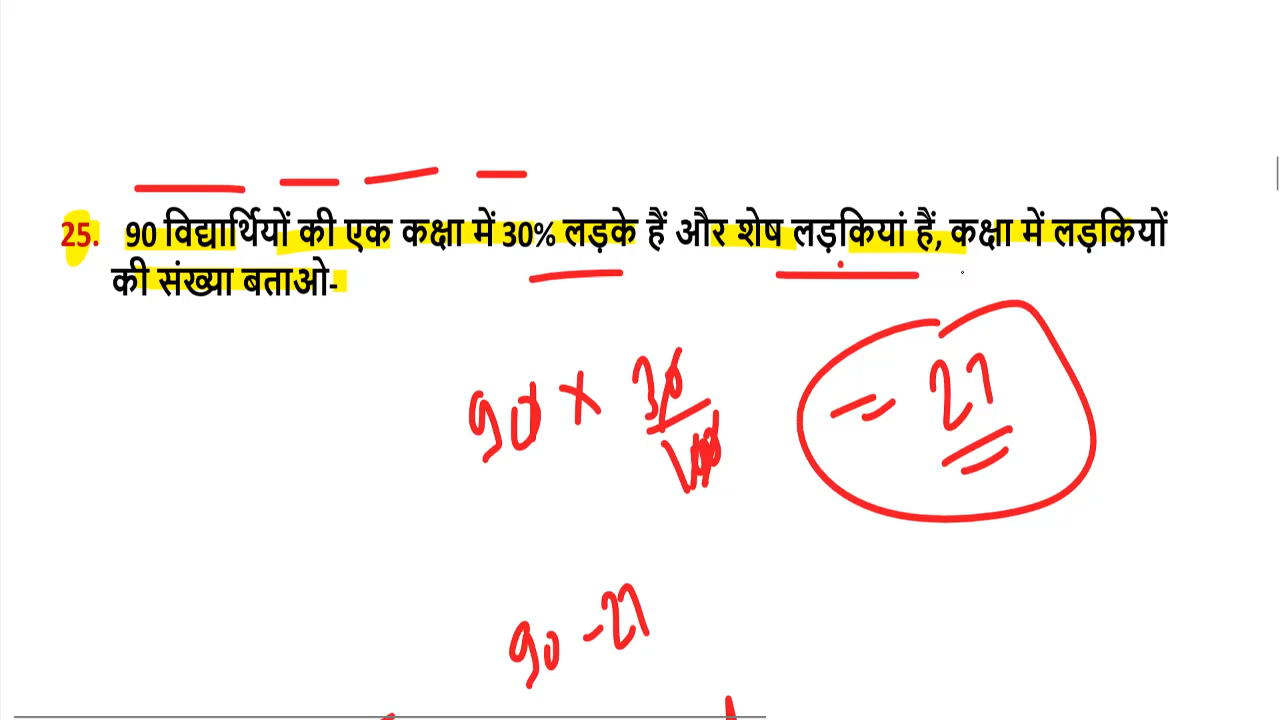 25. 90 विद्यार्थियों की एक कक्षा में 30% लड़के हैं और शेष लड़कियां हैं, कक्षा में लड़कियों
की संख्या बताओ-
90 × 30/100 = 27
90 - 27